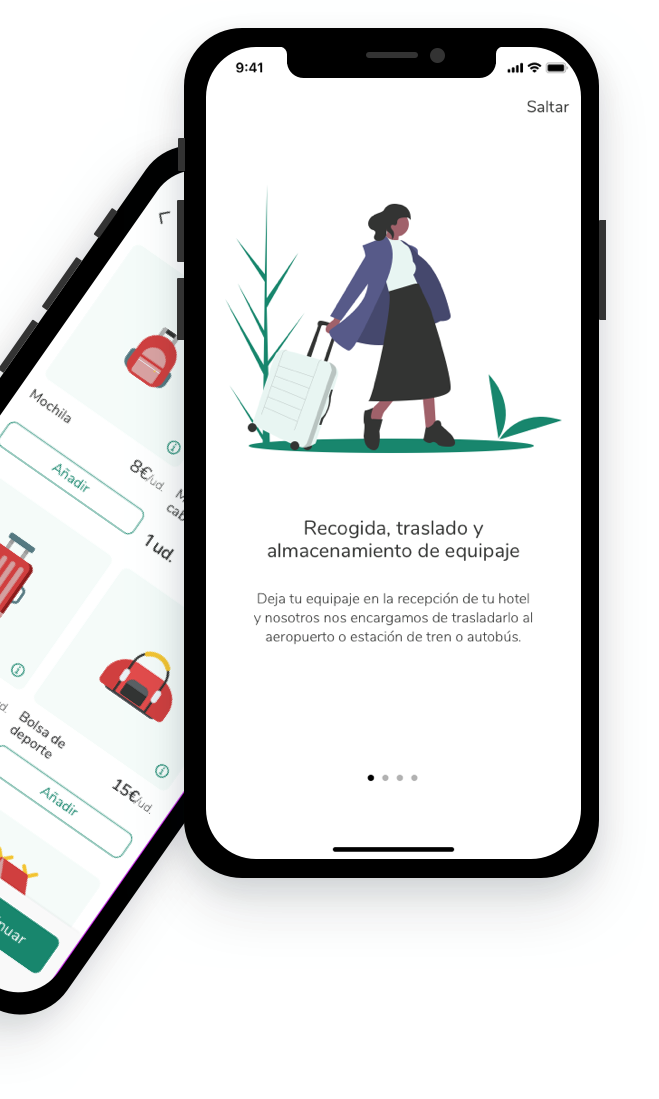 9:41
Saltar
Recogida, traslado y
almacenamiento de equipaje
Deja tu equipaje en la recepción de tu hotel
y nosotros nos encargamos de trasladarlo al
aeropuerto o estación de tren o autobús.
Mochila
8€/ud.
Añadir
1 ud.
ud.
Bolsa de
deporte
15€/ud.
Añadir